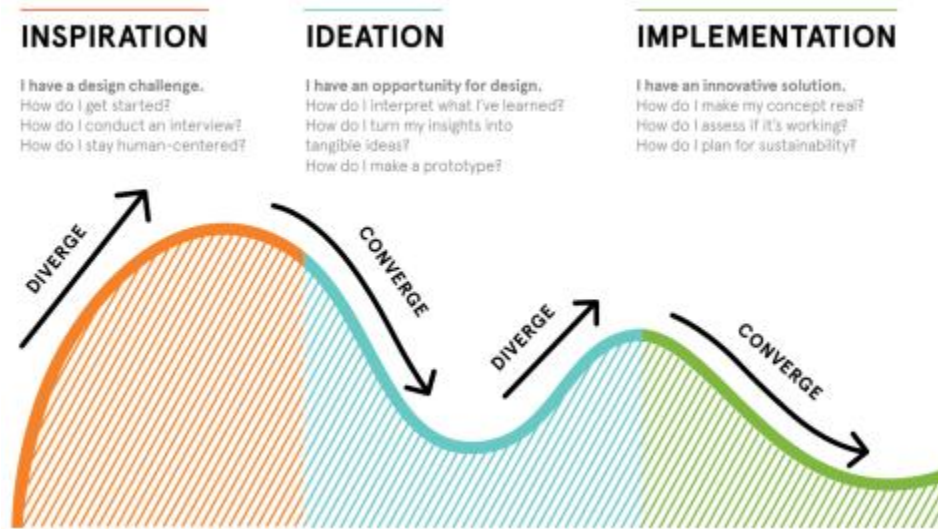 INSPIRATION
I have a design challenge.
How do I get started?
How do I conduct an interview?
How do I stay human-centered?
IDEATION
I have an opportunity for design.
How do I interpret what I've learned?
How do I turn my insights into
tangible ideas?
How do I make a prototype?
IMPLEMENTATION
I have an innovative solution.
How do I make my concept real?
How do I assess if it's working?
How do I plan for sustainability?
DIVERGE
CONVERGE
DIVERGE
CONVERGE